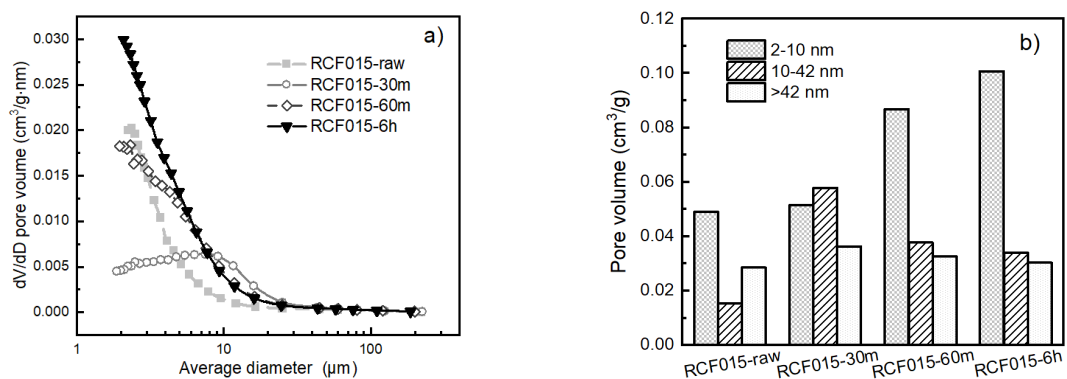 a)
RCF015-raw
RCF015-30m
RCF015-60m
RCF015-6h
dV/dD pore voume (cm³/g·nm)
0.030
0.025
0.020
0.015
0.010
0.005
0.000
1
10
100
Average diameter (µm)
b)
2-10 nm
10-42 nm
>42 nm
Pore volume (cm³/g)
0.12
0.10
0.08
0.06
0.04
0.02
0.00
RCF015-raw
RCF015-30m
RCF015-60m
RCF015-6h